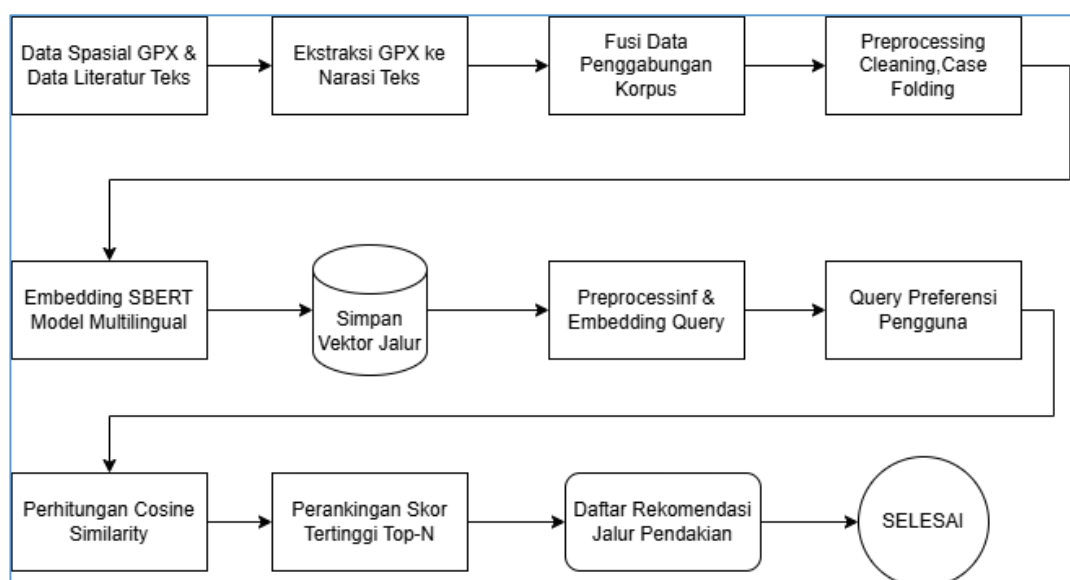 Data Spasial GPX &
Data Literatur Teks
Ekstraksi GPX ke
Narasi Teks
Fusi Data
Penggabungan
Korpus
Preprocessing
Cleaning,Case
Folding
Embedding SBERT
Model Multilingual
Simpan
Vektor Jalur
Preprocessinf &
Embedding Query
Query Preferensi
Pengguna
Perhitungan Cosine
Similarity
Perankingan Skor
Tertinggi Top-N
Daftar Rekomendasi
Jalur Pendakian
SELESAI